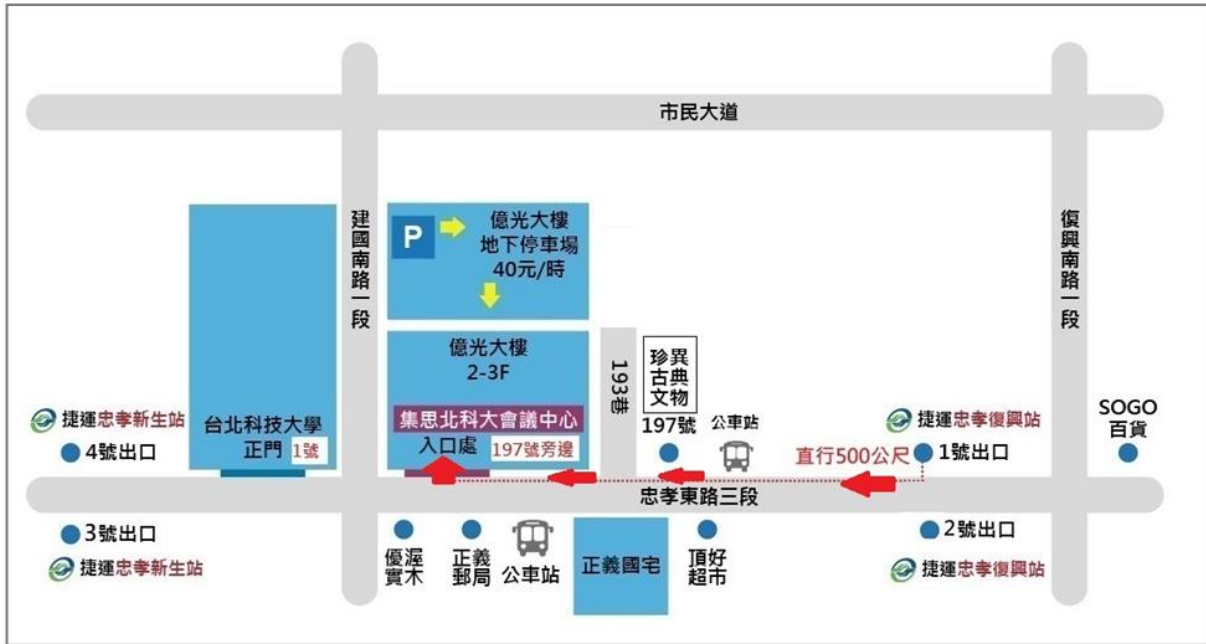 市民大道
建國南路一段
復興南路一段
P
億光大樓
地下停車場
40元/時
億光大樓
2-3F
集思北科大會議中心
入口處
197號旁邊
193巷
珍異
古典
文物
197號
公車站
台北科技大學
正門
1號
捷運忠孝新生站
4號出口
捷運忠孝復興站
1號出口
SOGO
百貨
直行500公尺
忠孝東路三段
3號出口
捷運忠孝新生站
優渥
實木
正義
郵局
公車站
正義國宅
頂好
超市
2號出口
捷運忠孝復興站